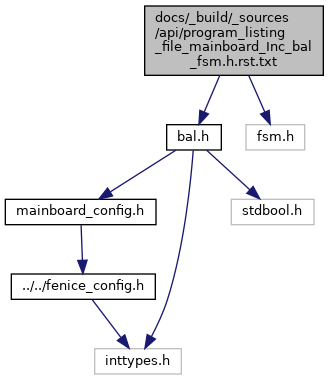 docs/_build/_sources
/api/program_listing
_file_mainboard_Inc_bal
_fsm.h.rst.txt
bal.h
fsm.h
mainboard_config.h
stdbool.h
../../fenice_config.h
inttypes.h